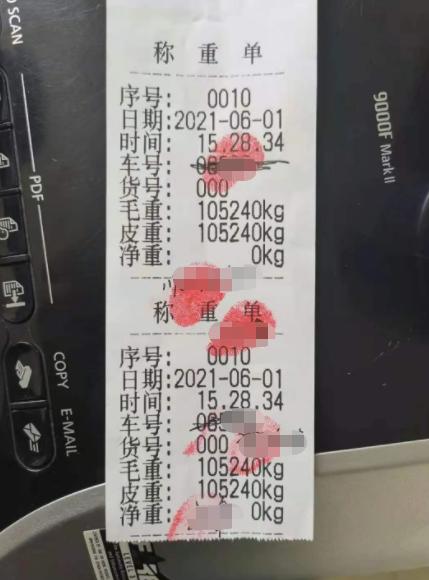 SCAN
PDF
COPY
E-MAIL
9000F Mark II
称重单
序号: 0010
日期:2021-06-01
时间: 15.28.34
车号:
货号: 000
毛重: 105240kg
皮重: 105240kg
净重: 0kg
称重单
序号: 0010
日期:2021-06-01
时间: 15.28.34
车号:
货号: 000
毛重: 105240kg
皮重: 105240kg
净重: 0kg
LEVEL